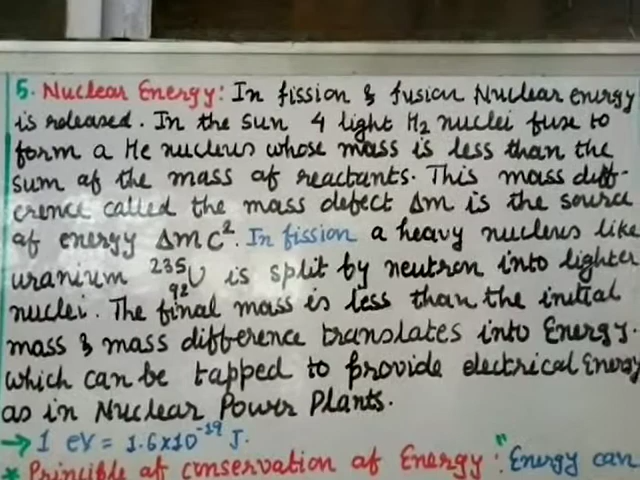 5. Nuclear Energy: In fission & fusion Nuclear energy
is released. In the sun 4 light H₂ nuclei fuse to
form a He nucleus whose mass is less than the
sum of the mass of reactants. This mass diff-
erence called the mass defect Δm is the source
of energy Δm C². In fission a heavy nucleus like
uranium ²³⁵₉₂U is split by neutron into lighter
nuclei. The final mass is less than the initial
mass & mass difference translates into Energy.
which can be tapped to provide electrical Energy
as in Nuclear Power Plants.
→ 1 eV = 1.6x10⁻¹⁹ J.
* Principle of conservation of Energy : "Energy can